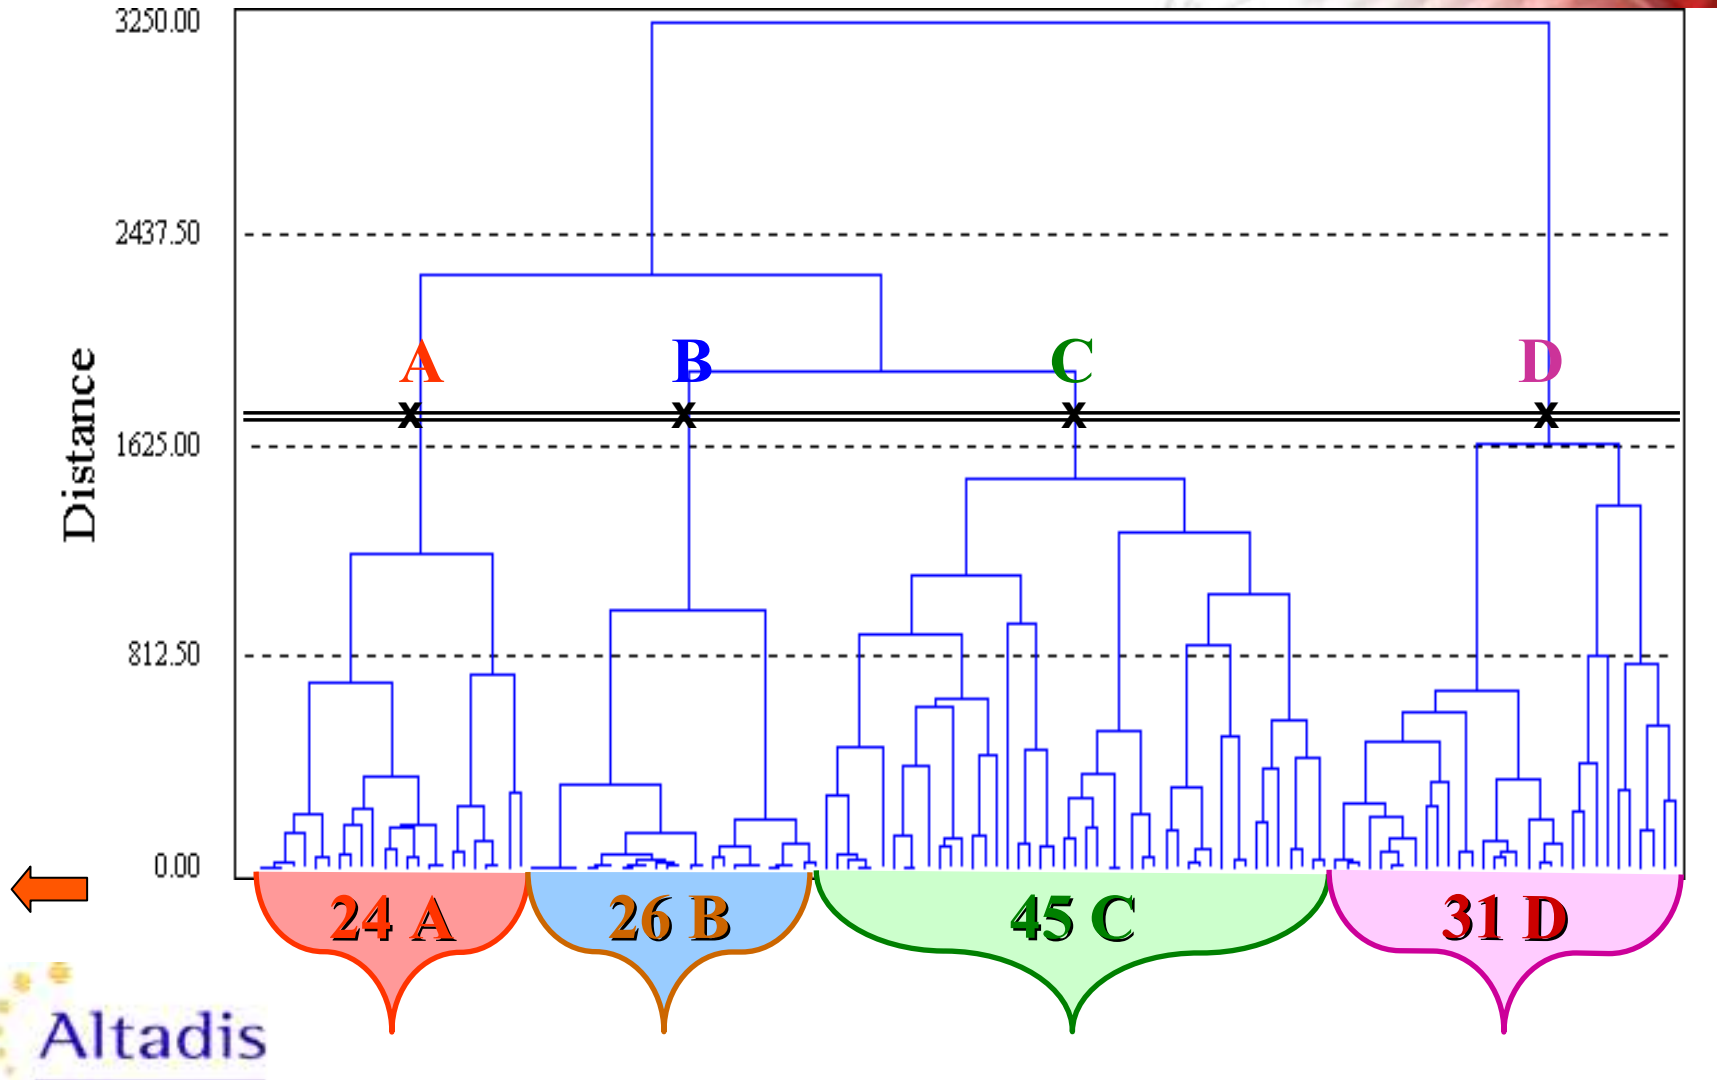 3250.00
2437.50
A B C D
x x x x
1625.00
Distance
812.50
0.00
24 A 26 B 45 C 31 D
Altadis